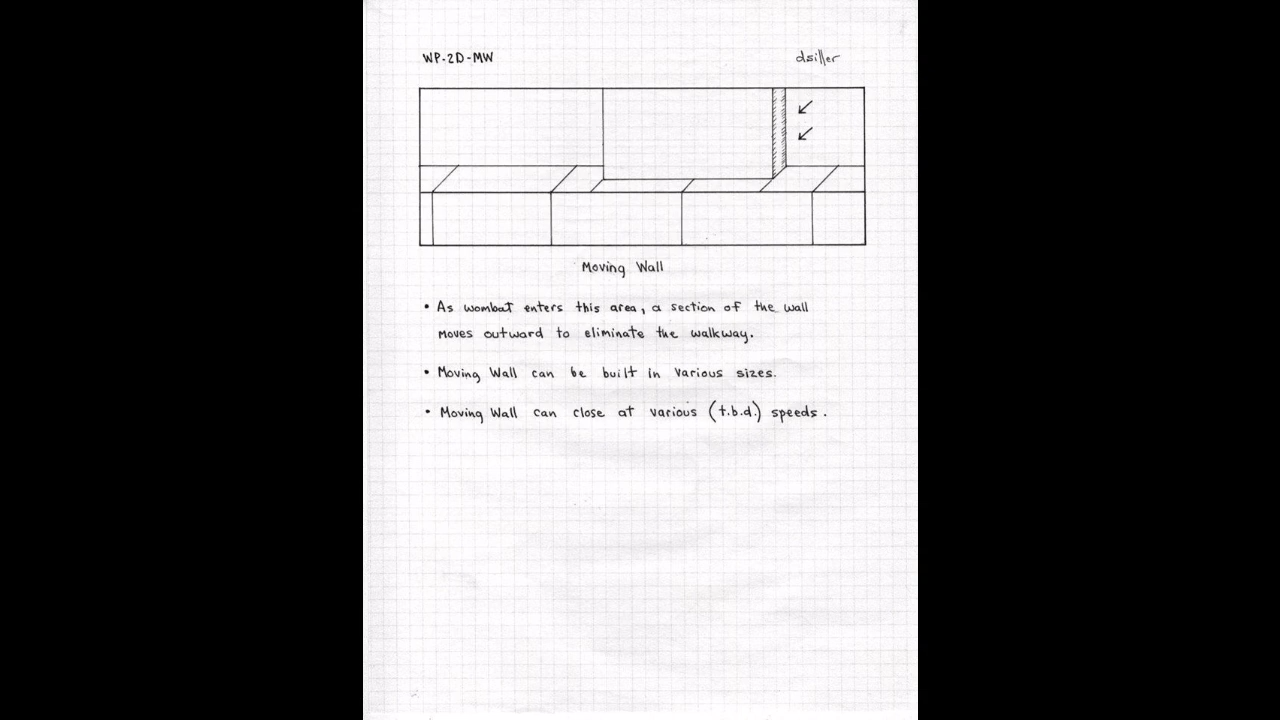 WP-2D-MW
dsiller
Moving Wall
• As wombat enters this area, a section of the wall
moves outward to eliminate the walkway.
• Moving Wall can be built in various sizes.
• Moving Wall can close at various (t.b.d.) speeds.